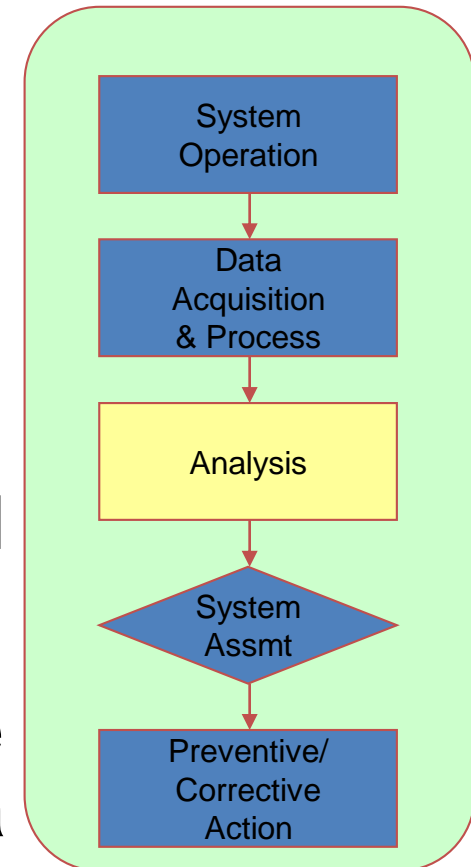 System
Operation
Data
Acquisition
& Process
Analysis
System
Assmt
Preventive/
Corrective
Action